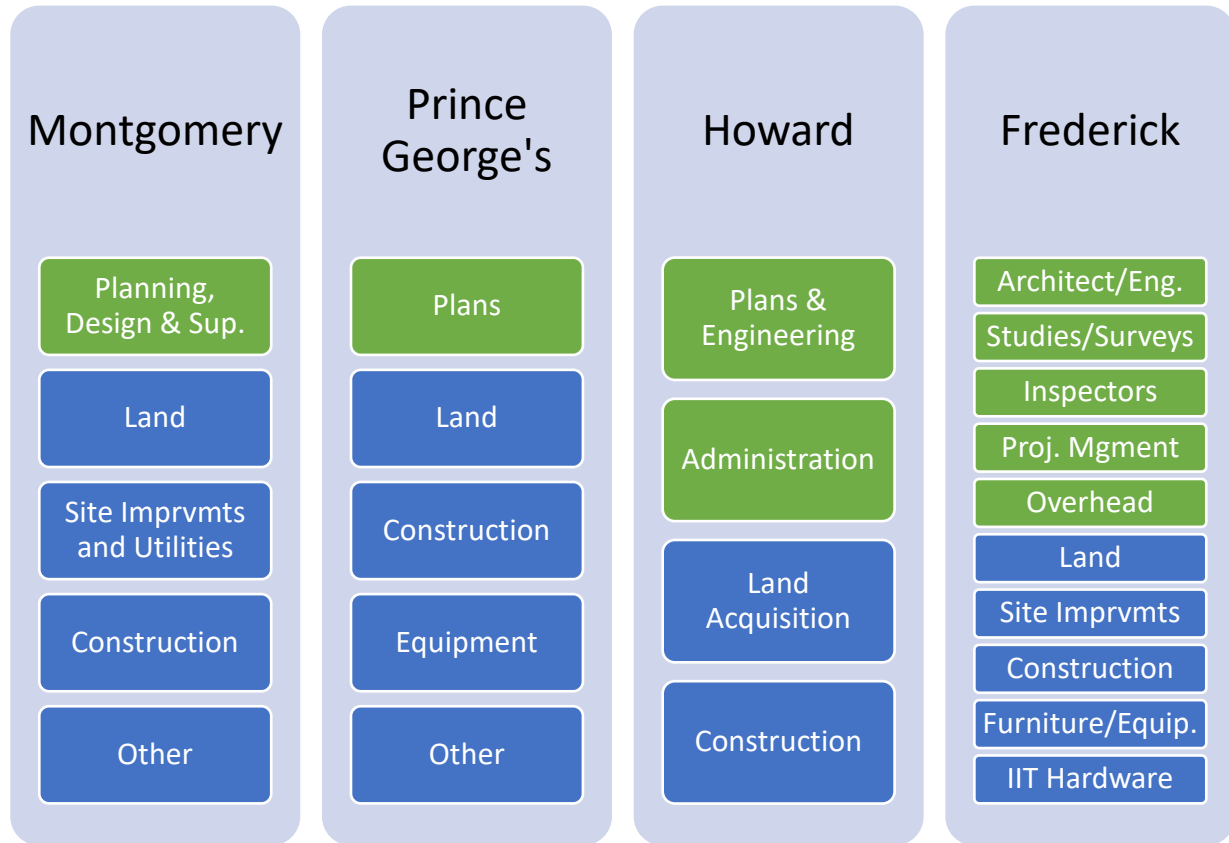 Montgomery
Planning,
Design & Sup.
Land
Site Imprvmts
and Utilities
Construction
Other
Prince
George's
Plans
Land
Construction
Equipment
Other
Howard
Plans &
Engineering
Administration
Land
Acquisition
Construction
Frederick
Architect/Eng.
Studies/Surveys
Inspectors
Proj. Mgment
Overhead
Land
Site Imprvmts
Construction
Furniture/Equip.
IIT Hardware